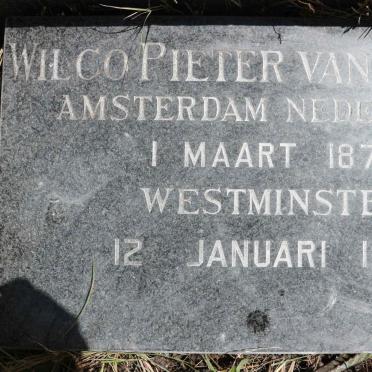 WILCO PIETER VAN
AMSTERDAM NEDE
1 MAART 187
WESTMINSTE
12 JANUARI 1